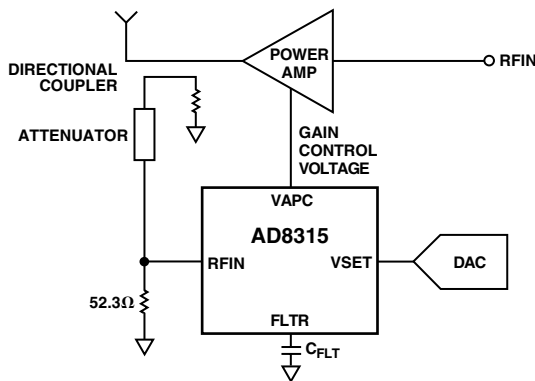 POWER
AMP
RFIN
DIRECTIONAL
COUPLER
ATTENUATOR
GAIN
CONTROL
VOLTAGE
VAPC
AD8315
RFIN
VSET
DAC
52.3Ω
FLTR
CFLT